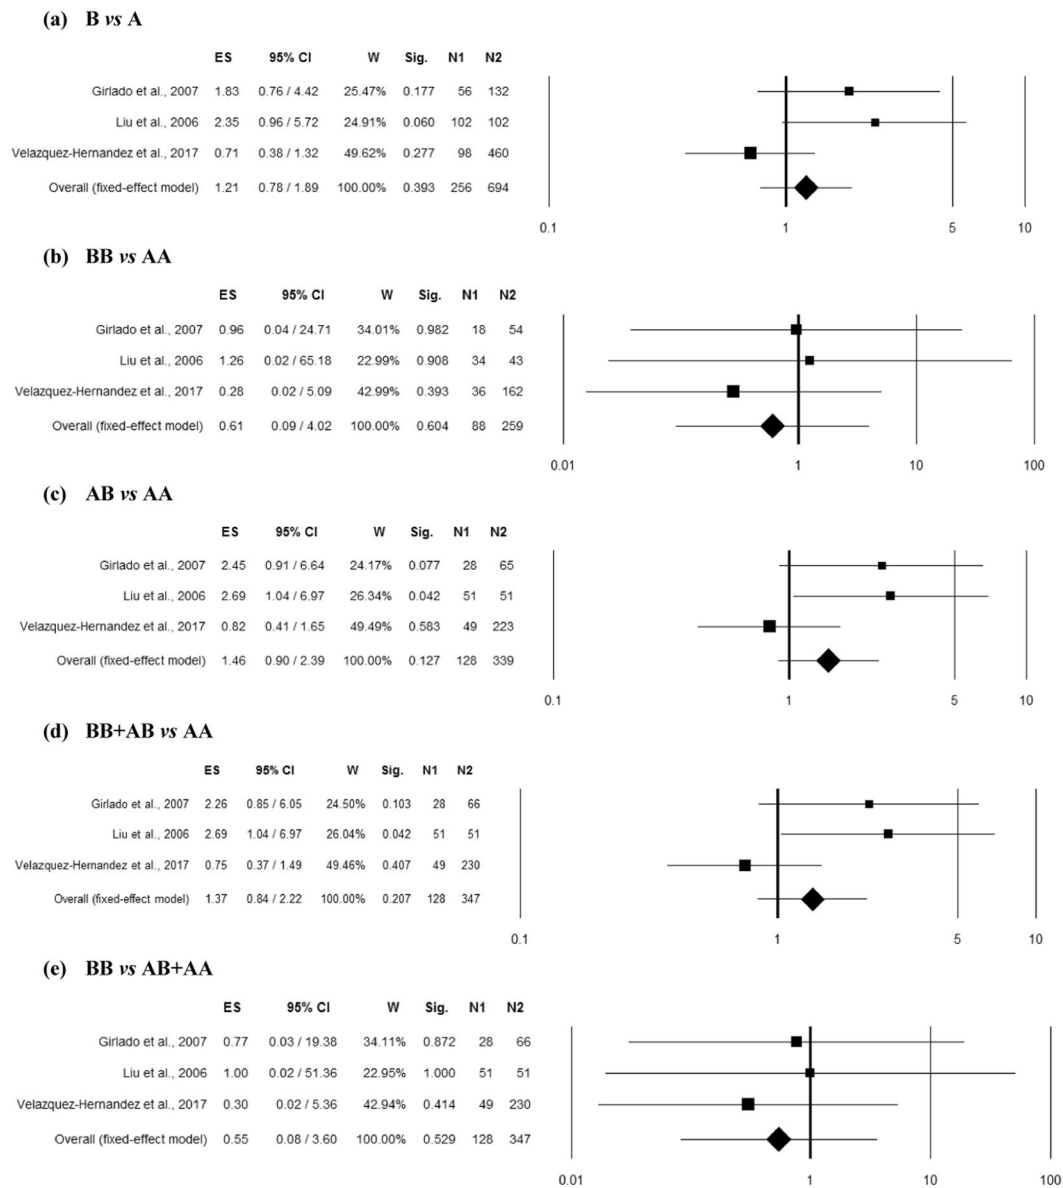 (a) B vs A
ES 95% CI W Sig. N1 N2
Girlado et al., 2007 1.83 0.76 / 4.42 25.47% 0.177 56 132
Liu et al., 2006 2.35 0.96 / 5.72 24.91% 0.060 102 102
Velazquez-Hernandez et al., 2017 0.71 0.38 / 1.32 49.62% 0.277 98 460
Overall (fixed-effect model) 1.21 0.78 / 1.89 100.00% 0.393 256 694
0.1 1 5 10
(b) BB vs AA
ES 95% CI W Sig. N1 N2
Girlado et al., 2007 0.96 0.04 / 24.71 34.01% 0.982 18 54
Liu et al., 2006 1.26 0.02 / 65.18 22.99% 0.908 34 43
Velazquez-Hernandez et al., 2017 0.28 0.02 / 5.09 42.99% 0.393 36 162
Overall (fixed-effect model) 0.61 0.09 / 4.02 100.00% 0.604 88 259
0.01 1 10 100
(c) AB vs AA
ES 95% CI W Sig. N1 N2
Girlado et al., 2007 2.45 0.91 / 6.64 24.17% 0.077 28 65
Liu et al., 2006 2.69 1.04 / 6.97 26.34% 0.042 51 51
Velazquez-Hernandez et al., 2017 0.82 0.41 / 1.65 49.49% 0.583 49 223
Overall (fixed-effect model) 1.46 0.90 / 2.39 100.00% 0.127 128 339
0.1 1 5 10
(d) BB+AB vs AA
ES 95% CI W Sig. N1 N2
Girlado et al., 2007 2.26 0.85 / 6.05 24.50% 0.103 28 66
Liu et al., 2006 2.69 1.04 / 6.97 26.04% 0.042 51 51
Velazquez-Hernandez et al., 2017 0.75 0.37 / 1.49 49.46% 0.407 49 230
Overall (fixed-effect model) 1.37 0.84 / 2.22 100.00% 0.207 128 347
0.1 1 5 10
(e) BB vs AB+AA
ES 95% CI W Sig. N1 N2
Girlado et al., 2007 0.77 0.03 / 19.38 34.11% 0.872 28 66
Liu et al., 2006 1.00 0.02 / 51.36 22.95% 1.000 51 51
Velazquez-Hernandez et al., 2017 0.30 0.02 / 5.36 42.94% 0.414 49 230
Overall (fixed-effect model) 0.55 0.08 / 3.60 100.00% 0.529 128 347
0.01 1 10 100